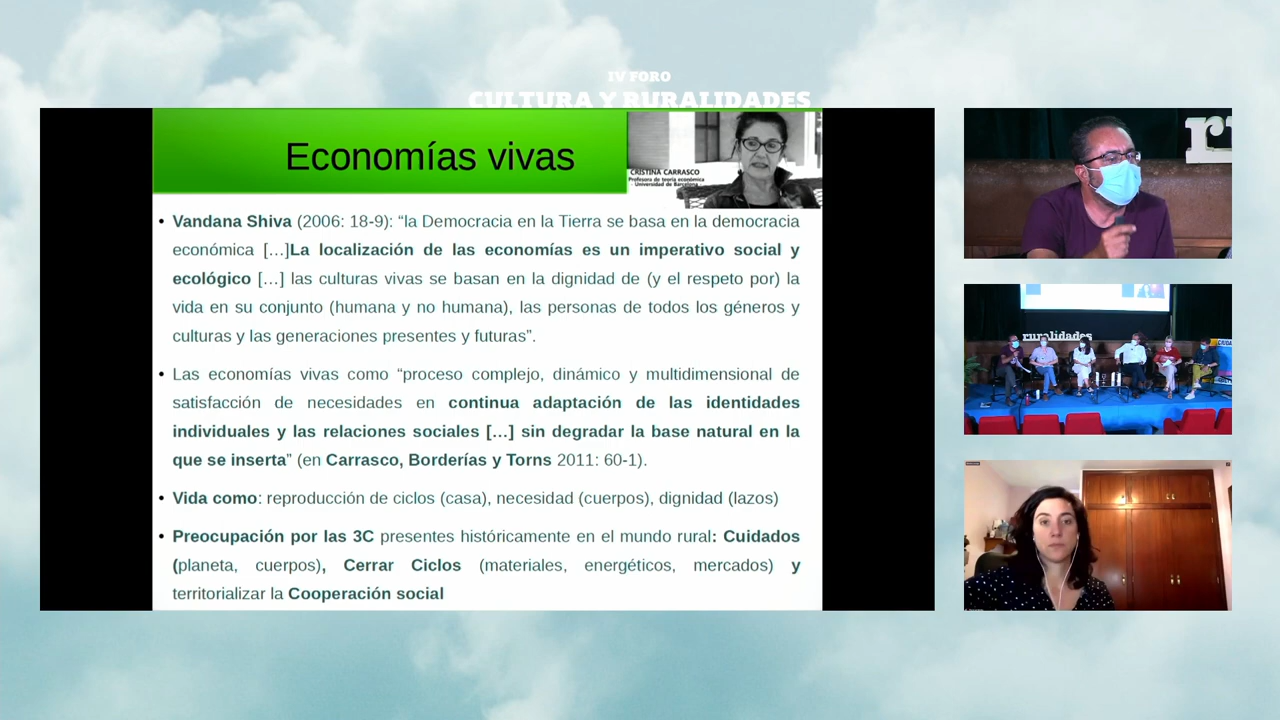 IV FORO
CULTURA Y RURALIDADES
Economías vivas
CRISTINA CARRASCO
Profesora de teoría económica
- Universidad de Barcelona-
• Vandana Shiva (2006: 18-9): “la Democracia en la Tierra se basa en la democracia
económica […]La localización de las economías es un imperativo social y
ecológico […] las culturas vivas se basan en la dignidad de (y el respeto por) la
vida en su conjunto (humana y no humana), las personas de todos los géneros y
culturas y las generaciones presentes y futuras”.
• Las economías vivas como “proceso complejo, dinámico y multidimensional de
satisfacción de necesidades en continua adaptación de las identidades
individuales y las relaciones sociales […] sin degradar la base natural en la
que se inserta” (en Carrasco, Borderías y Torns 2011: 60-1).
• Vida como: reproducción de ciclos (casa), necesidad (cuerpos), dignidad (lazos)
• Preocupación por las 3C presentes históricamente en el mundo rural: Cuidados
(planeta, cuerpos), Cerrar Ciclos (materiales, energéticos, mercados) y
territorializar la Cooperación social
ruralidades